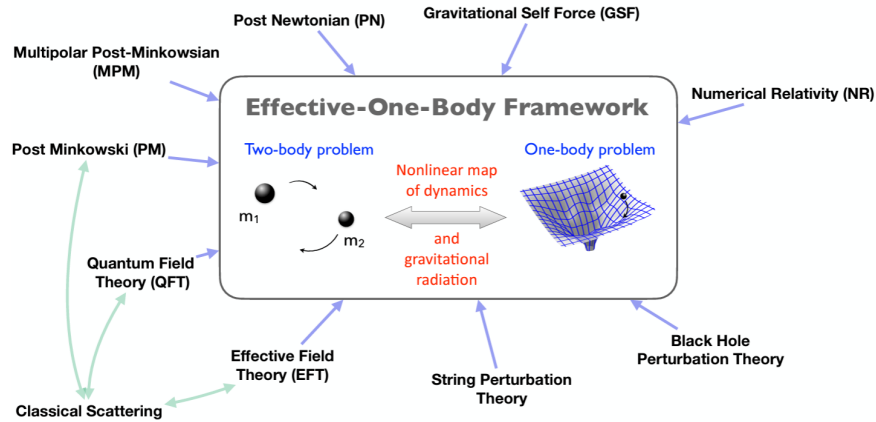 Post Newtonian (PN)
Gravitational Self Force (GSF)
Multipolar Post-Minkowsian
(MPM)
Numerical Relativity (NR)
Effective-One-Body Framework
Post Minkowski (PM)
Two-body problem
One-body problem
Nonlinear map
of dynamics
m1
m2
and
gravitational
radiation
Quantum Field
Theory (QFT)
Effective Field
Theory (EFT)
String Perturbation
Theory
Black Hole
Perturbation Theory
Classical Scattering